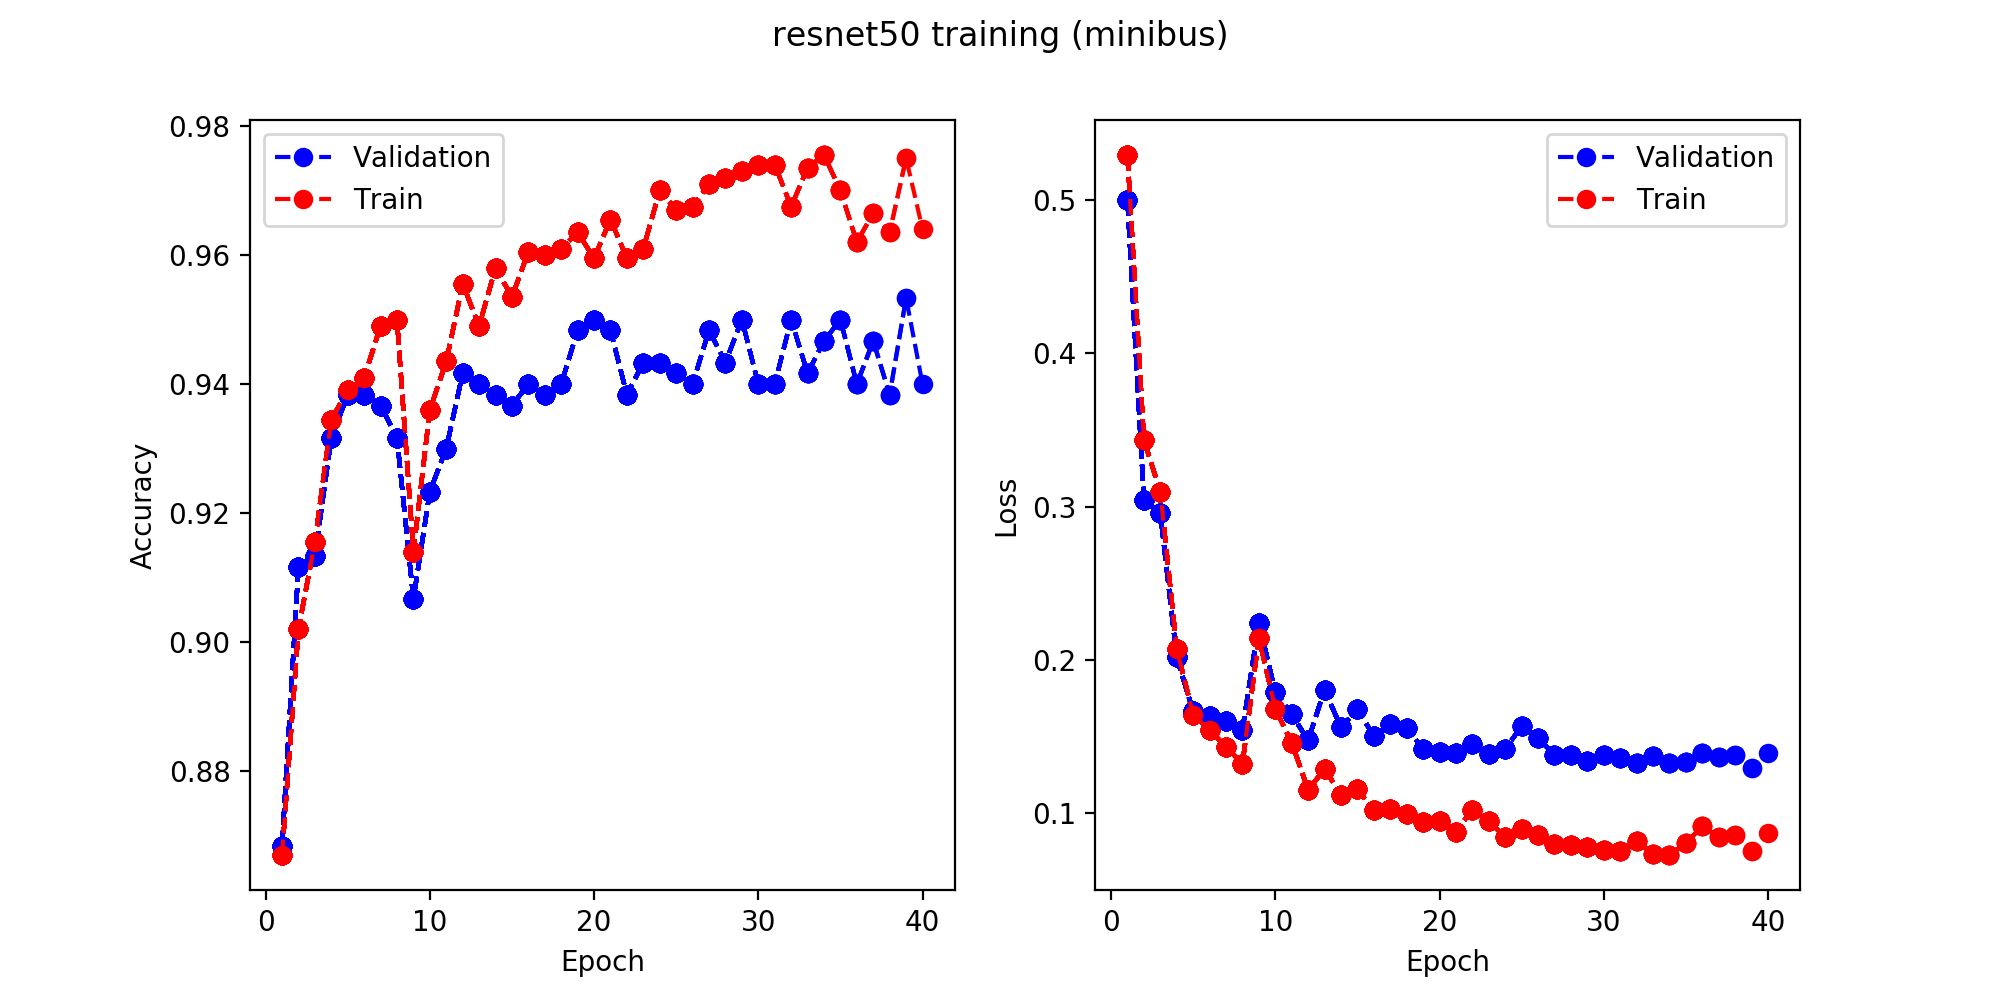 resnet50 training (minibus)
Validation
Train
Accuracy
0.98
0.96
0.94
0.92
0.90
0.88
0 10 20 30 40
Epoch
Validation
Train
Loss
0.5
0.4
0.3
0.2
0.1
0 10 20 30 40
Epoch